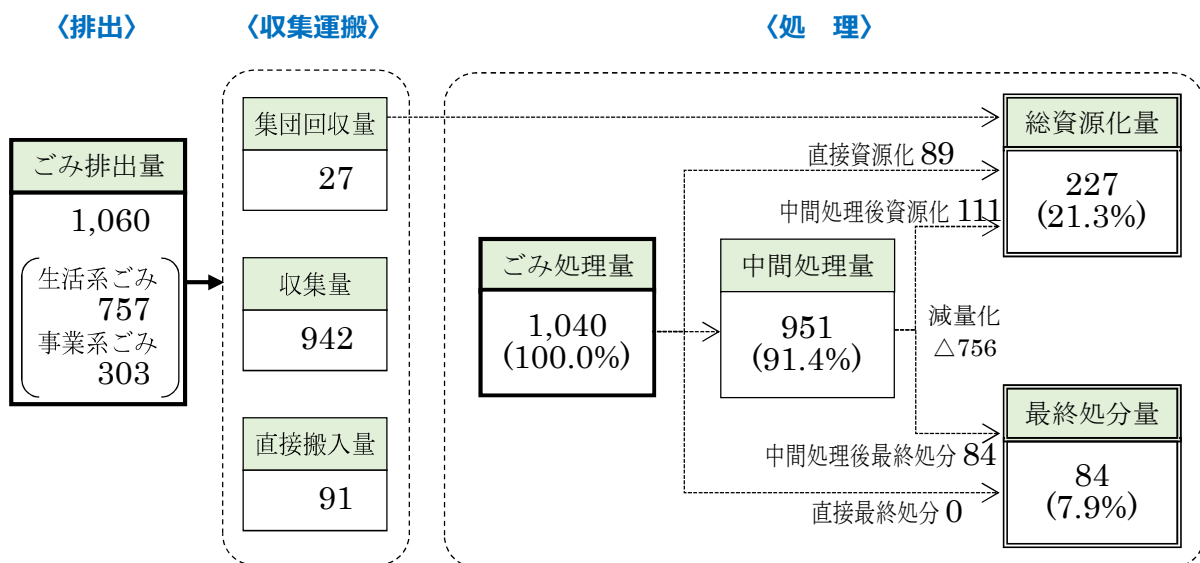 〈排出〉
〈収集運搬〉
〈処　理〉
ごみ排出量
1,060
生活系ごみ
757
事業系ごみ
303
集団回収量
27
収集量
942
直接搬入量
91
ごみ処理量
1,040
(100.0%)
中間処理量
951
(91.4%)
直接資源化 89
中間処理後資源化 111
減量化
△756
中間処理後最終処分 84
直接最終処分 0
総資源化量
227
(21.3%)
最終処分量
84
(7.9%)